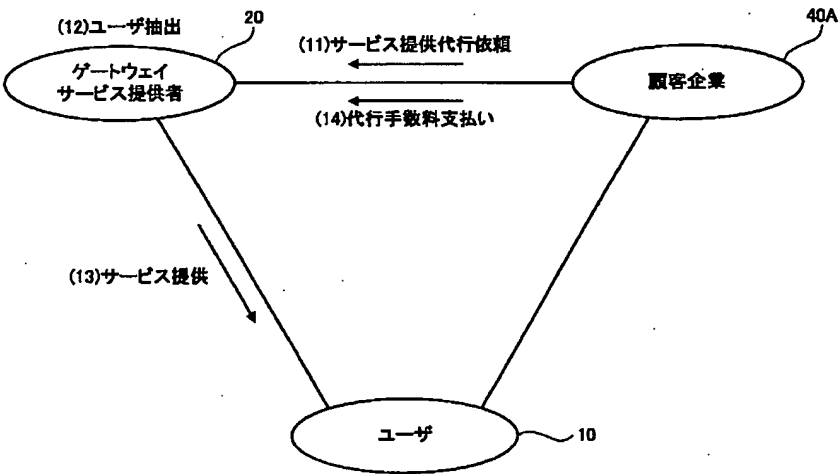 (12)ユーザ抽出
20
ゲートウェイ
サービス提供者
(11)サービス提供代行依頼
40A
顧客企業
(14)代行手数料支払い
(13)サービス提供
ユーザ
10